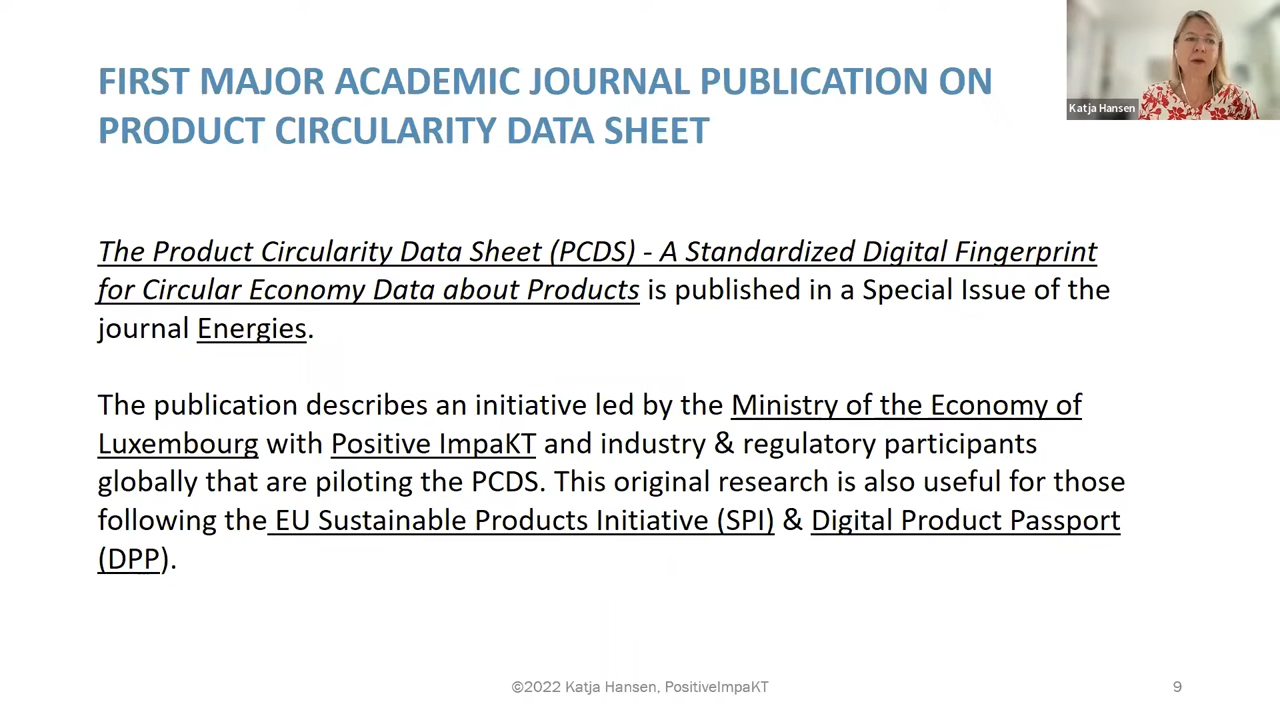 FIRST MAJOR ACADEMIC JOURNAL PUBLICATION ON
PRODUCT CIRCULARITY DATA SHEET
Katja Hansen
The Product Circularity Data Sheet (PCDS) - A Standardized Digital Fingerprint
for Circular Economy Data about Products is published in a Special Issue of the
journal Energies.
The publication describes an initiative led by the Ministry of the Economy of
Luxembourg with Positive ImpaKT and industry & regulatory participants
globally that are piloting the PCDS. This original research is also useful for those
following the EU Sustainable Products Initiative (SPI) & Digital Product Passport
(DPP).
©2022 Katja Hansen, PositiveImpaKT
9